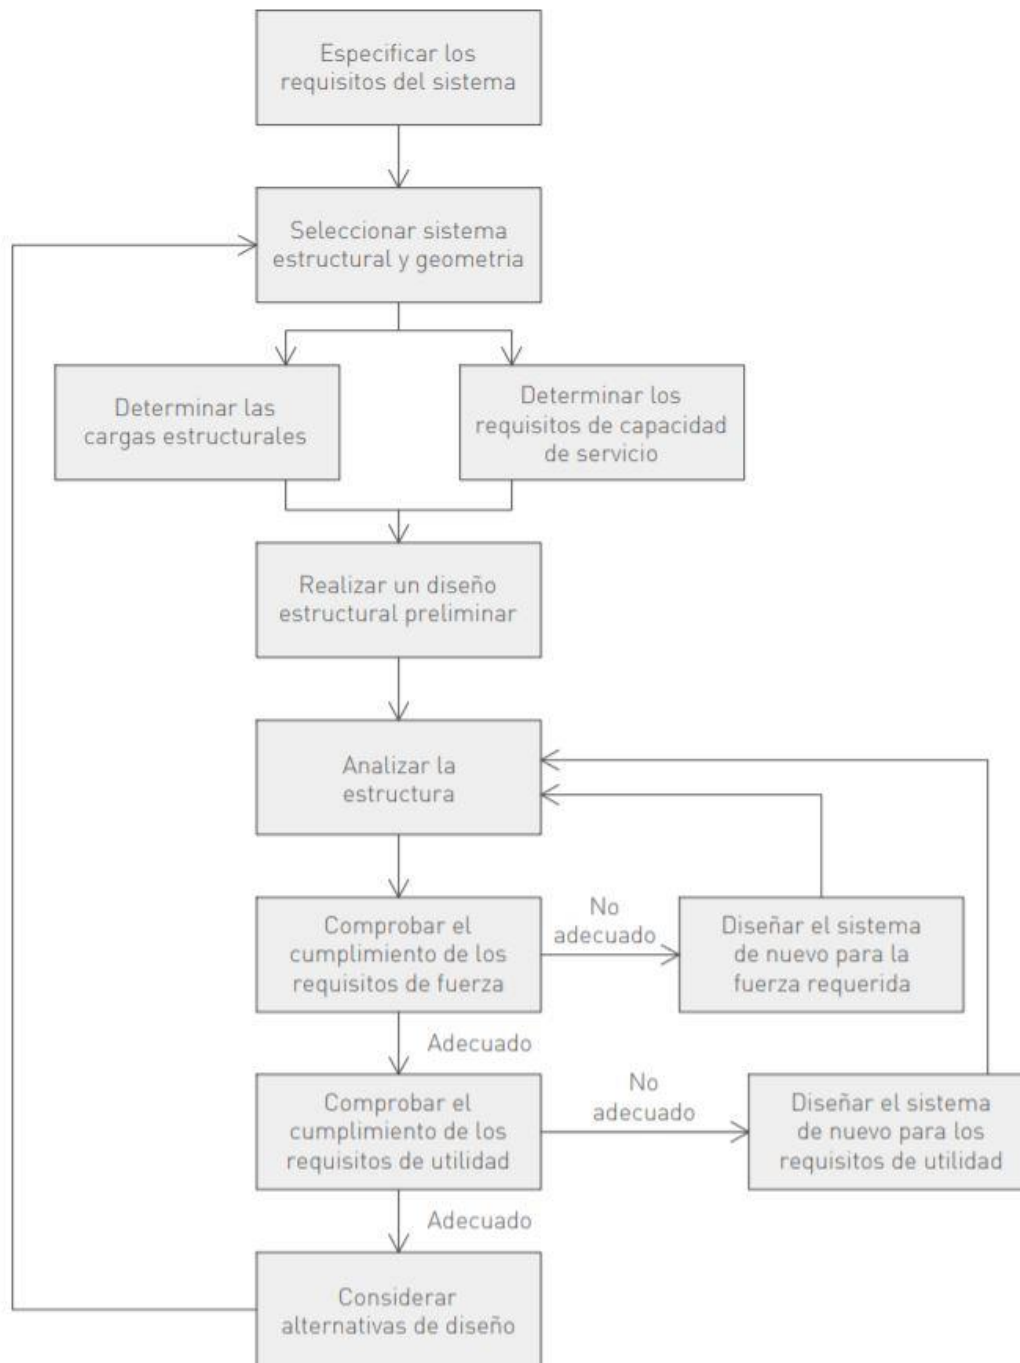 Especificar los
requisitos del sistema
Seleccionar sistema
estructural y geometria
Determinar las
cargas estructurales
Determinar los
requisitos de capacidad
de servicio
Realizar un diseño
estructural preliminar
Analizar la
estructura
Comprobar el
cumplimiento de los
requisitos de fuerza
No
adecuado
Diseñar el sistema
de nuevo para la
fuerza requerida
Adecuado
Comprobar el
cumplimiento de los
requisitos de utilidad
No
adecuado
Diseñar el sistema
de nuevo para los
requisitos de utilidad
Adecuado
Considerar
alternativas de diseño